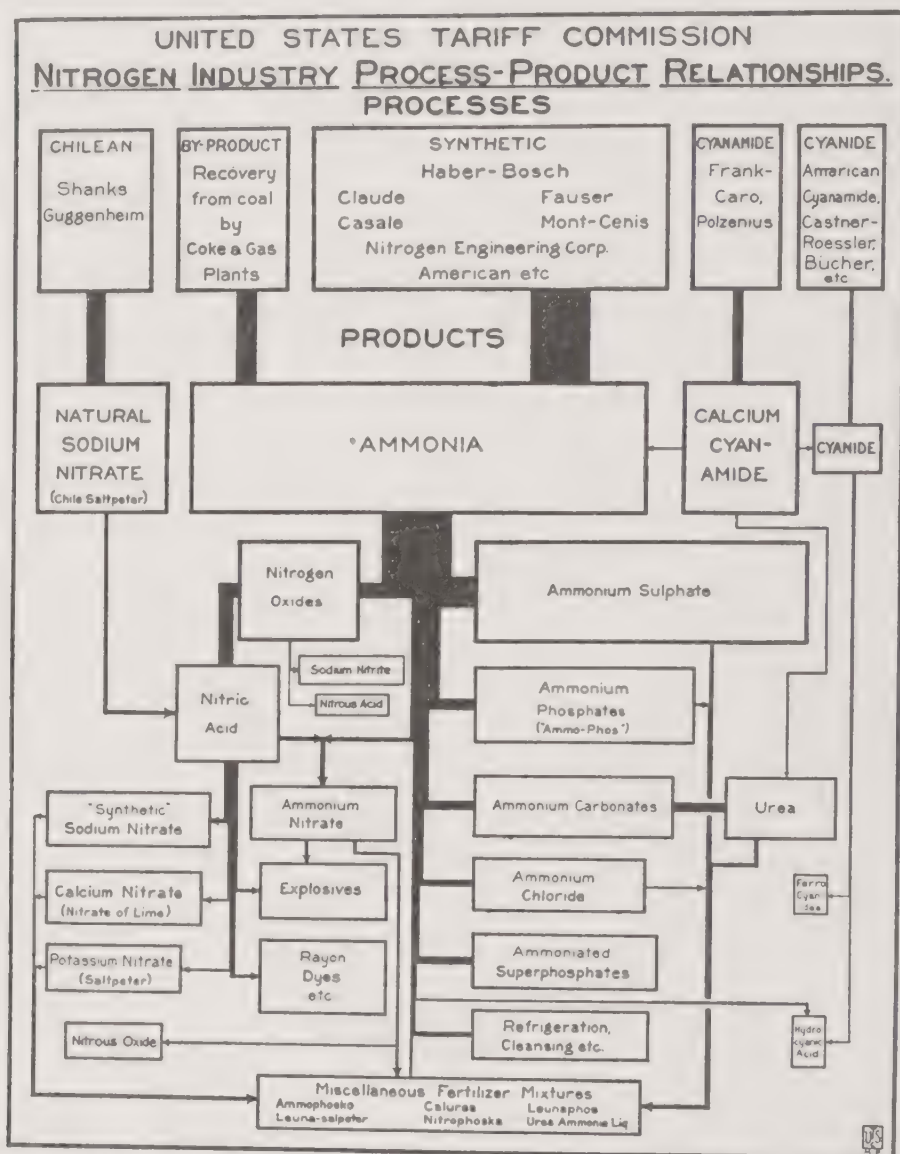 UNITED STATES TARIFF COMMISSION
NITROGEN INDUSTRY PROCESS-PRODUCT RELATIONSHIPS.
PROCESSES
CHILEAN
Shanks
Guggenheim
BY-PRODUCT
Recovery
from coal
by
Coke & Gas
Plants
SYNTHETIC
Haber-Bosch
Claude Fauser
Casale Mont-Cenis
Nitrogen Engineering Corp.
American etc
CYANAMIDE
Frank-
Caro,
Polzenius
CYANIDE
American
Cyanamide,
Castner-
Roessler,
Bucher,
etc
PRODUCTS
NATURAL
SODIUM
NITRATE
(Chile Saltpeter)
AMMONIA
CALCIUM
CYAN-
AMIDE
CYANIDE
Nitrogen
Oxides
Ammonium Sulphate
Sodium Nitrite
Nitrous Acid
Nitric
Acid
Ammonium
Phosphates
("Ammo-Phos")
"Synthetic"
Sodium Nitrate
Ammonium
Nitrate
Ammonium Carbonates
Urea
Calcium Nitrate
(Nitrate of Lime)
Explosives
Ammonium
Chloride
Ferro
Cyan-
ides
Potassium Nitrate
(Saltpeter)
Rayon
Dyes
etc
Ammoniated
Superphosphates
Nitrous Oxide
Refrigeration,
Cleansing etc.
Hydro
cyanic
Acid
Miscellaneous Fertilizer Mixtures
Ammophosko Calurea Leunaphos
Leuna-salpeter Nitrophoska Urea Ammonia Liq